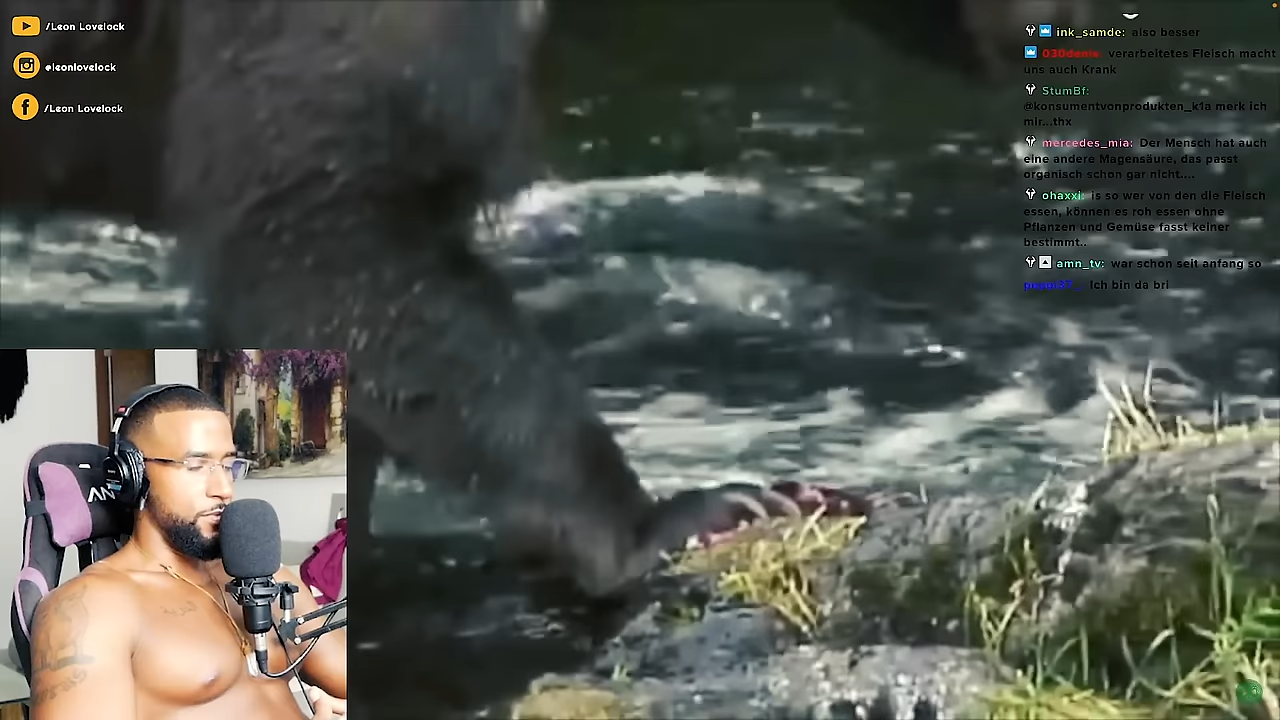 /Leon Lovelock
@leonlovelock
/Leon Lovelock
ink_samde: also besser
030denis: verarbeitetes Fleisch macht
uns auch Krank
StumBf:
@konsumentvonprodukten_k1a merk ich
mir...thx
mercedes_mia: Der Mensch hat auch
eine andere Magensäure, das passt
organisch schon gar nicht....
ohaxxi: is so wer von den die Fleisch
essen, können es roh essen ohne
Pflanzen und Gemüse fasst keiner
bestimmt..
amn_tv: war schon seit anfang so
Ich bin da bri
AN